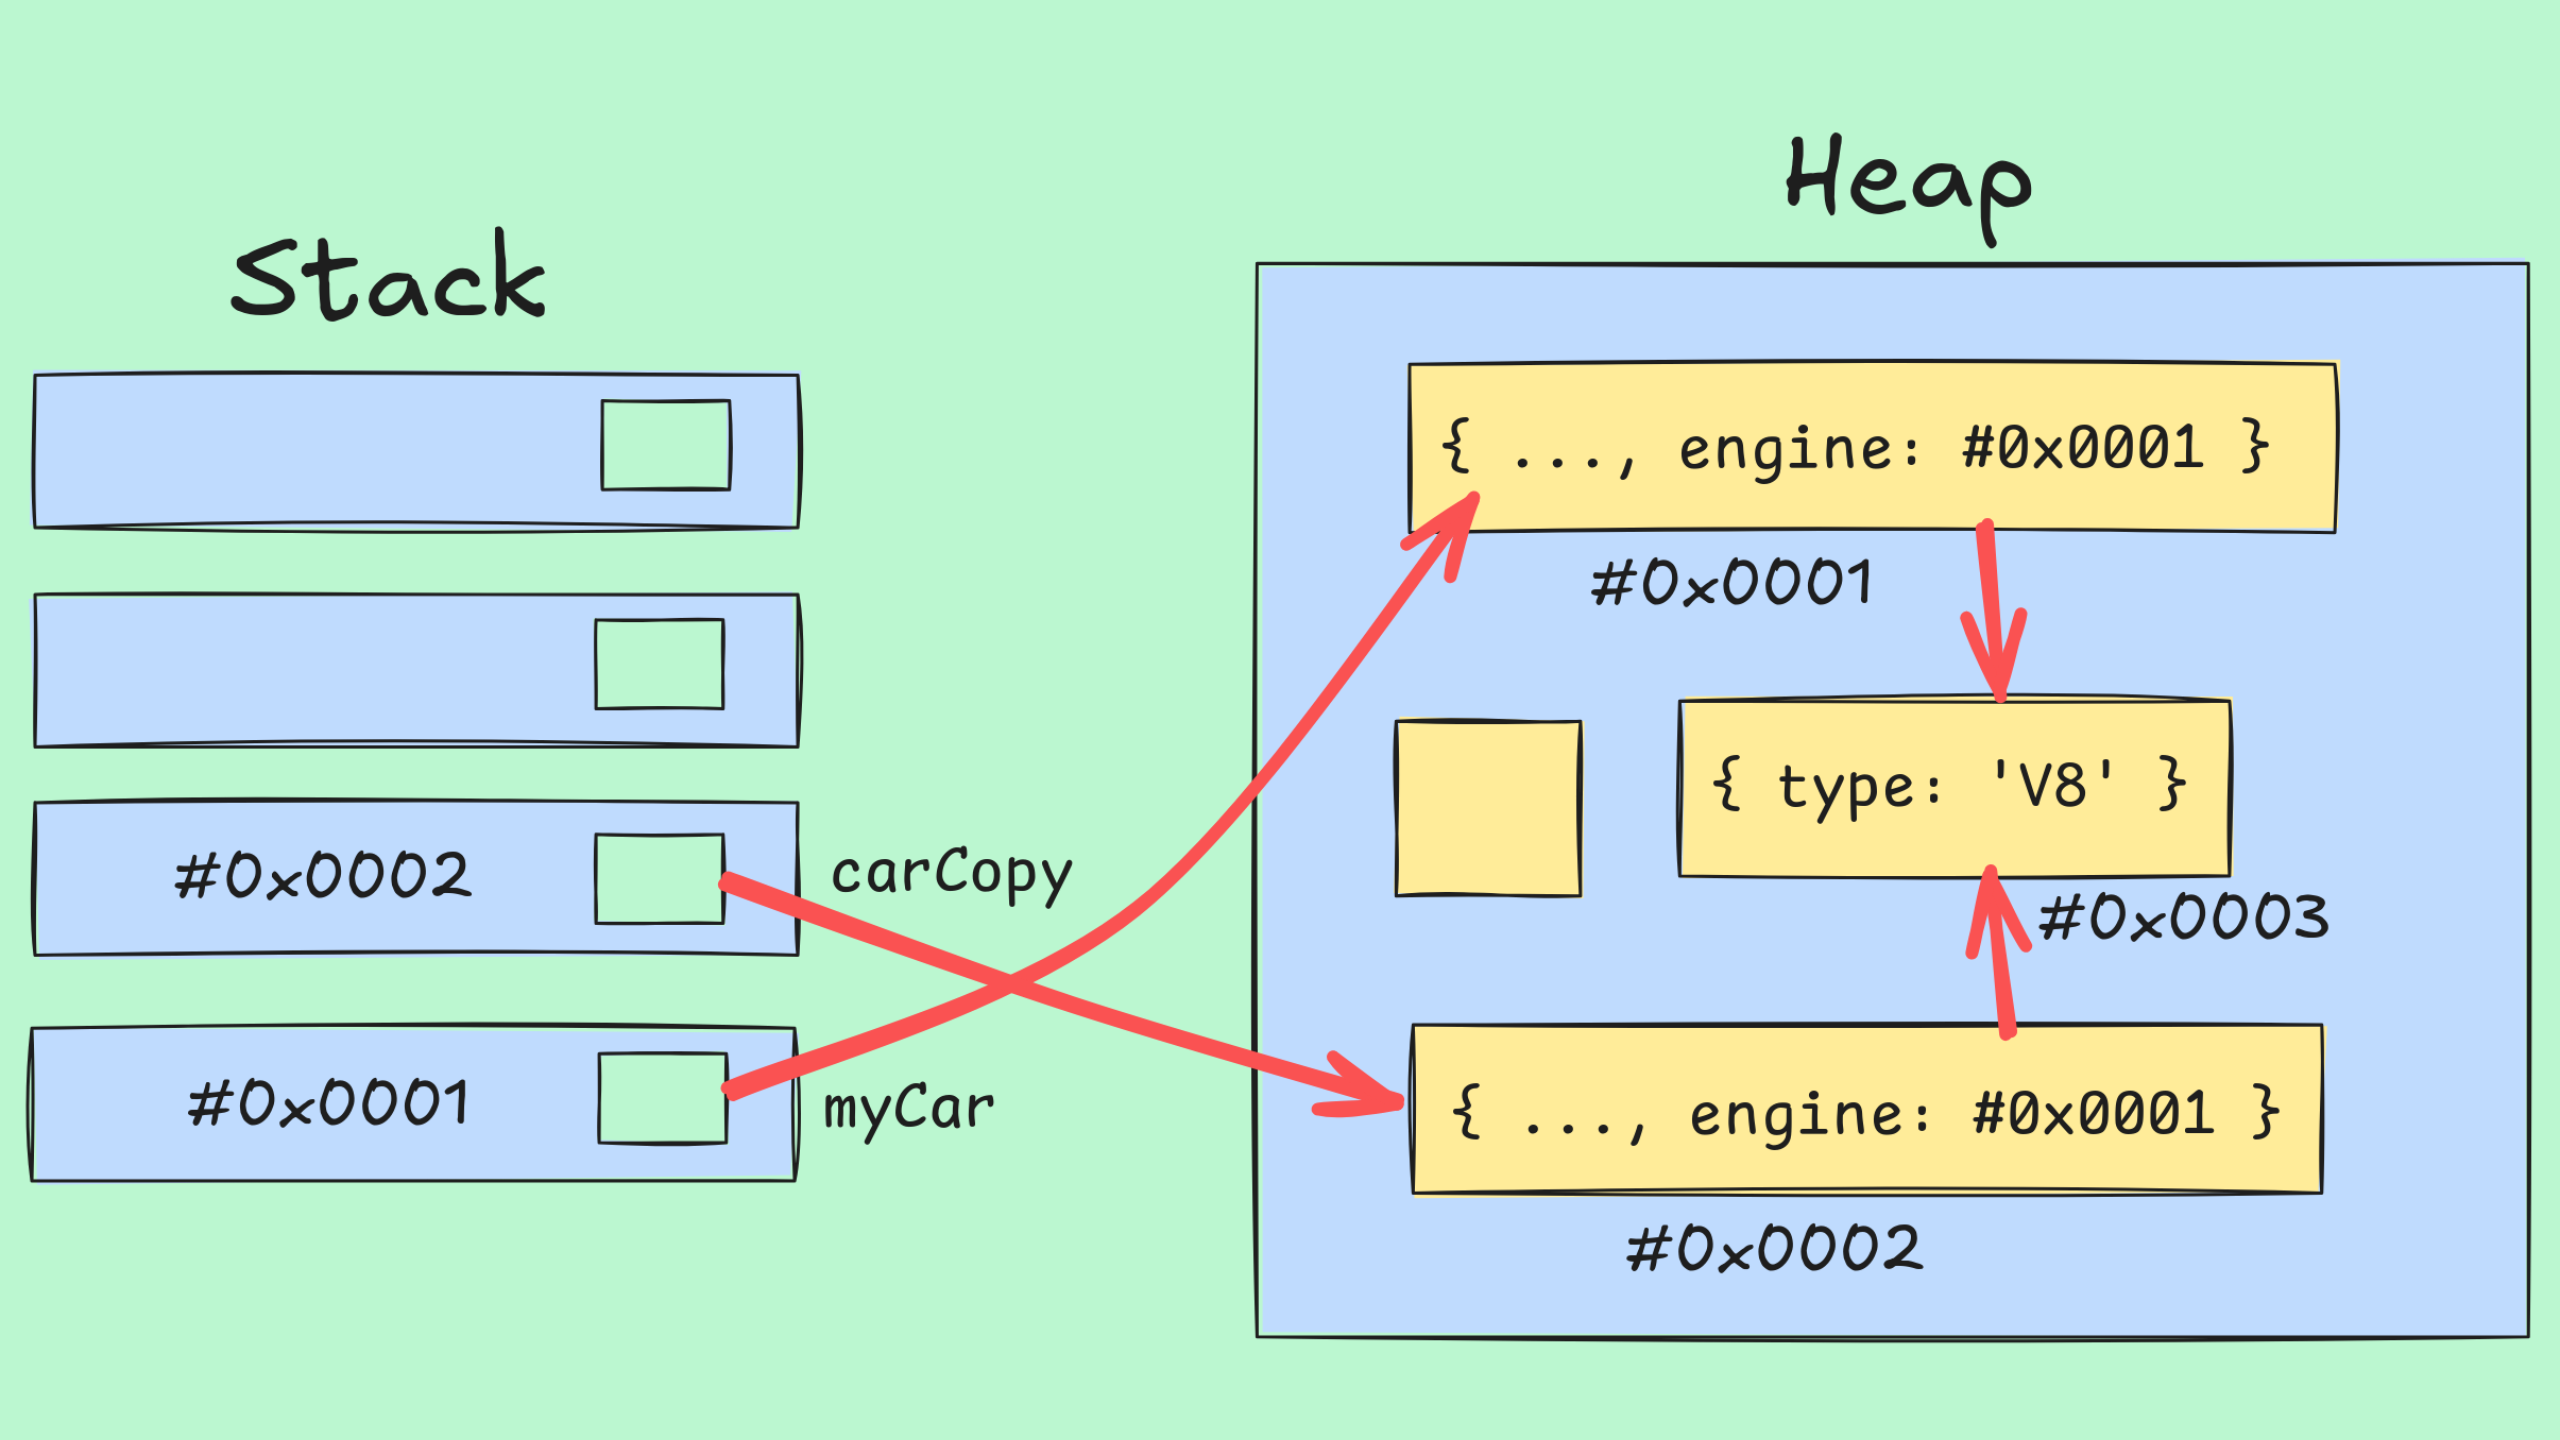 Stack
#0x0002
carCopy
#0x0001
myCar
Heap
{ ..., engine: #0x0001 }
#0x0001
{ type: 'V8' }
#0x0003
{ ..., engine: #0x0001 }
#0x0002